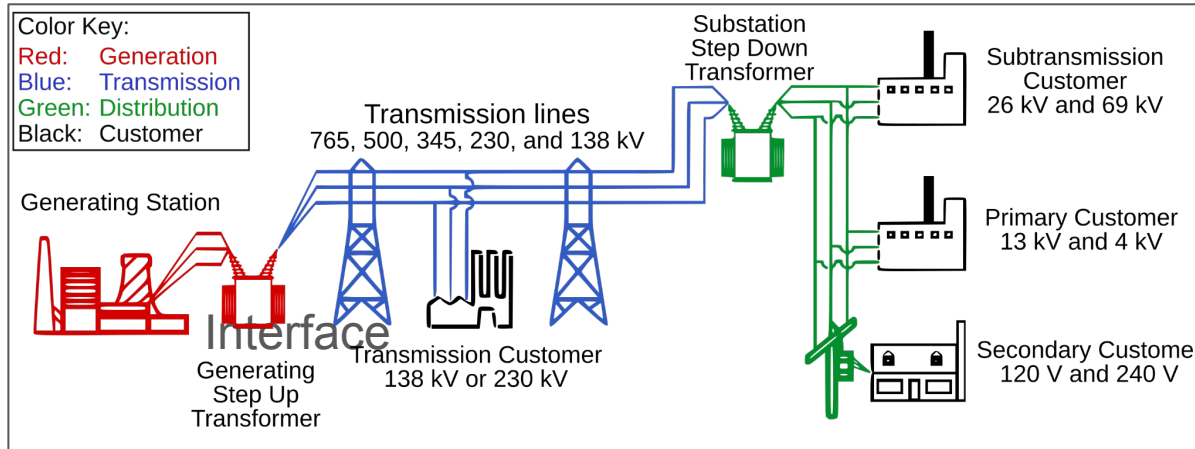 Color Key:
Red: Generation
Blue: Transmission
Green: Distribution
Black: Customer
Generating Station
Interface
Generating
Step Up
Transformer
Transmission lines
765, 500, 345, 230, and 138 kV
Transmission Customer
138 kV or 230 kV
Substation
Step Down
Transformer
Subtransmission
Customer
26 kV and 69 kV
Primary Customer
13 kV and 4 kV
Secondary Custome
120 V and 240 V